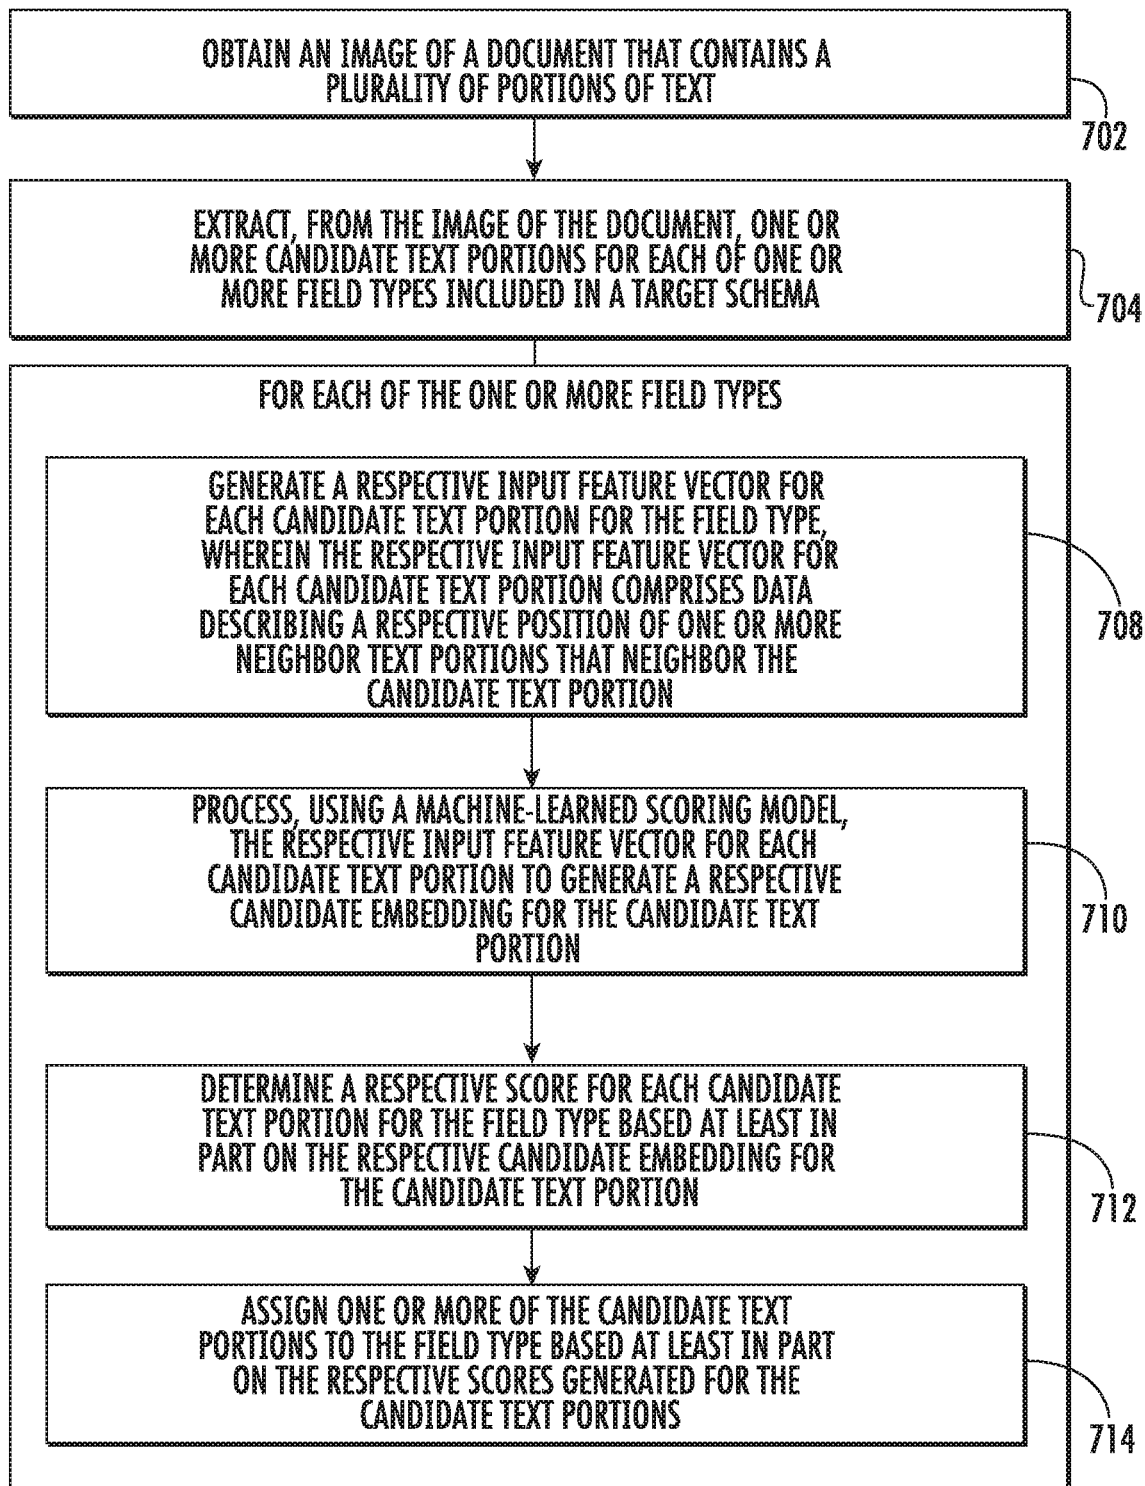 OBTAIN AN IMAGE OF A DOCUMENT THAT CONTAINS A
PLURALITY OF PORTIONS OF TEXT
702
EXTRACT, FROM THE IMAGE OF THE DOCUMENT, ONE OR
MORE CANDIDATE TEXT PORTIONS FOR EACH OF ONE OR
MORE FIELD TYPES INCLUDED IN A TARGET SCHEMA
704
FOR EACH OF THE ONE OR MORE FIELD TYPES
GENERATE A RESPECTIVE INPUT FEATURE VECTOR FOR
EACH CANDIDATE TEXT PORTION FOR THE FIELD TYPE,
WHEREIN THE RESPECTIVE INPUT FEATURE VECTOR FOR
EACH CANDIDATE TEXT PORTION COMPRISES DATA
DESCRIBING A RESPECTIVE POSITION OF ONE OR MORE
NEIGHBOR TEXT PORTIONS THAT NEIGHBOR THE
CANDIDATE TEXT PORTION
708
PROCESS, USING A MACHINE-LEARNED SCORING MODEL,
THE RESPECTIVE INPUT FEATURE VECTOR FOR EACH
CANDIDATE TEXT PORTION TO GENERATE A RESPECTIVE
CANDIDATE EMBEDDING FOR THE CANDIDATE TEXT
PORTION
710
DETERMINE A RESPECTIVE SCORE FOR EACH CANDIDATE
TEXT PORTION FOR THE FIELD TYPE BASED AT LEAST IN
PART ON THE RESPECTIVE CANDIDATE EMBEDDING FOR
THE CANDIDATE TEXT PORTION
712
ASSIGN ONE OR MORE OF THE CANDIDATE TEXT
PORTIONS TO THE FIELD TYPE BASED AT LEAST IN PART
ON THE RESPECTIVE SCORES GENERATED FOR THE
CANDIDATE TEXT PORTIONS
714